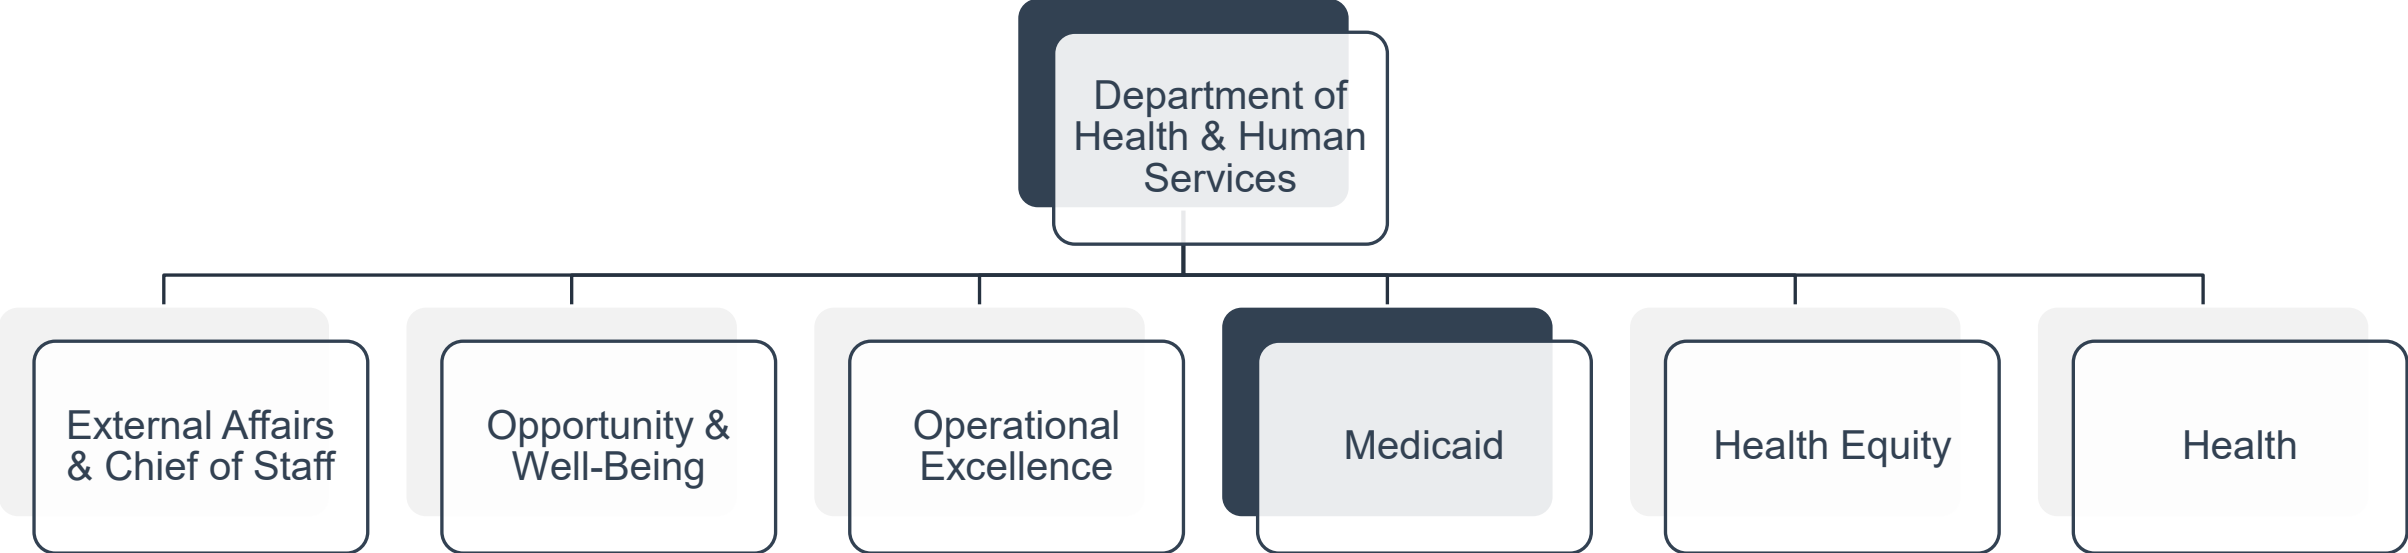 Department of
Health & Human
Services
External Affairs
& Chief of Staff
Opportunity &
Well-Being
Operational
Excellence
Medicaid
Health Equity
Health